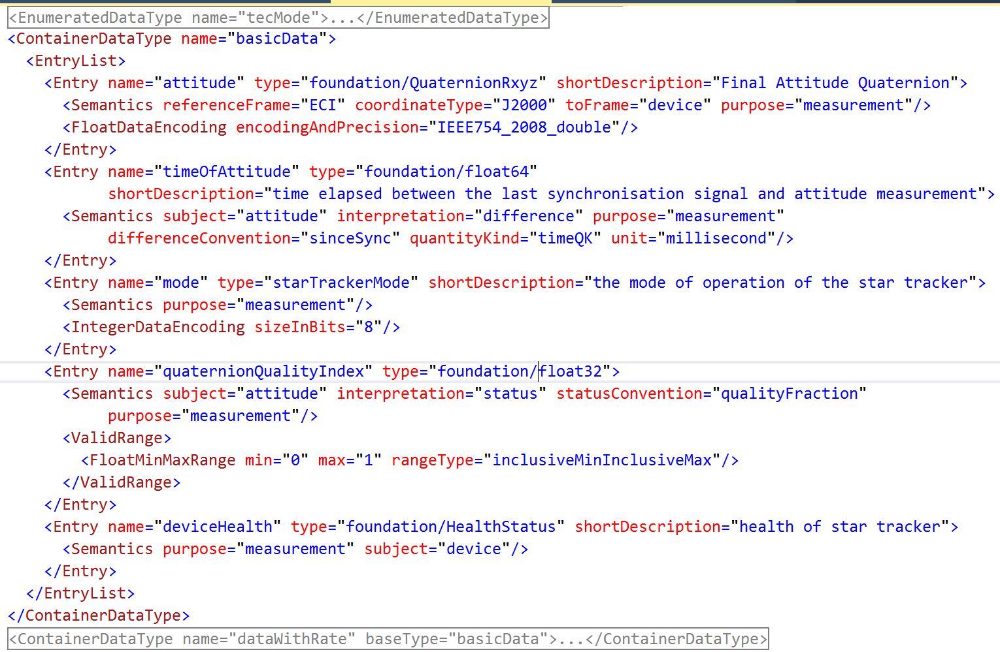 <EnumeratedDataType name="tecMode">...</EnumeratedDataType>
<ContainerDataType name="basicData">
<EntryList>
<Entry name="attitude" type="foundation/QuaternionRxyz" shortDescription="Final Attitude Quaternion">
<Semantics referenceFrame="ECI" coordinateType="J2000" toFrame="device" purpose="measurement"/>
<FloatDataEncoding encodingAndPrecision="IEEE754_2008_double"/>
</Entry>
<Entry name="timeOfAttitude" type="foundation/float64"
shortDescription="time elapsed between the last synchronisation signal and attitude measurement">
<Semantics subject="attitude" interpretation="difference" purpose="measurement"
differenceConvention="sinceSync" quantityKind="timeQK" unit="millisecond"/>
</Entry>
<Entry name="mode" type="starTrackerMode" shortDescription="the mode of operation of the star tracker">
<Semantics purpose="measurement"/>
<IntegerDataEncoding sizeInBits="8"/>
</Entry>
<Entry name="quaternionQualityIndex" type="foundation/float32">
<Semantics subject="attitude" interpretation="status" statusConvention="qualityFraction"
purpose="measurement"/>
<ValidRange>
<FloatMinMaxRange min="0" max="1" rangeType="inclusiveMinInclusiveMax"/>
</ValidRange>
</Entry>
<Entry name="deviceHealth" type="foundation/HealthStatus" shortDescription="health of star tracker">
<Semantics purpose="measurement" subject="device"/>
</Entry>
</EntryList>
</ContainerDataType>
<ContainerDataType name="dataWithRate" baseType="basicData">...</ContainerDataType>